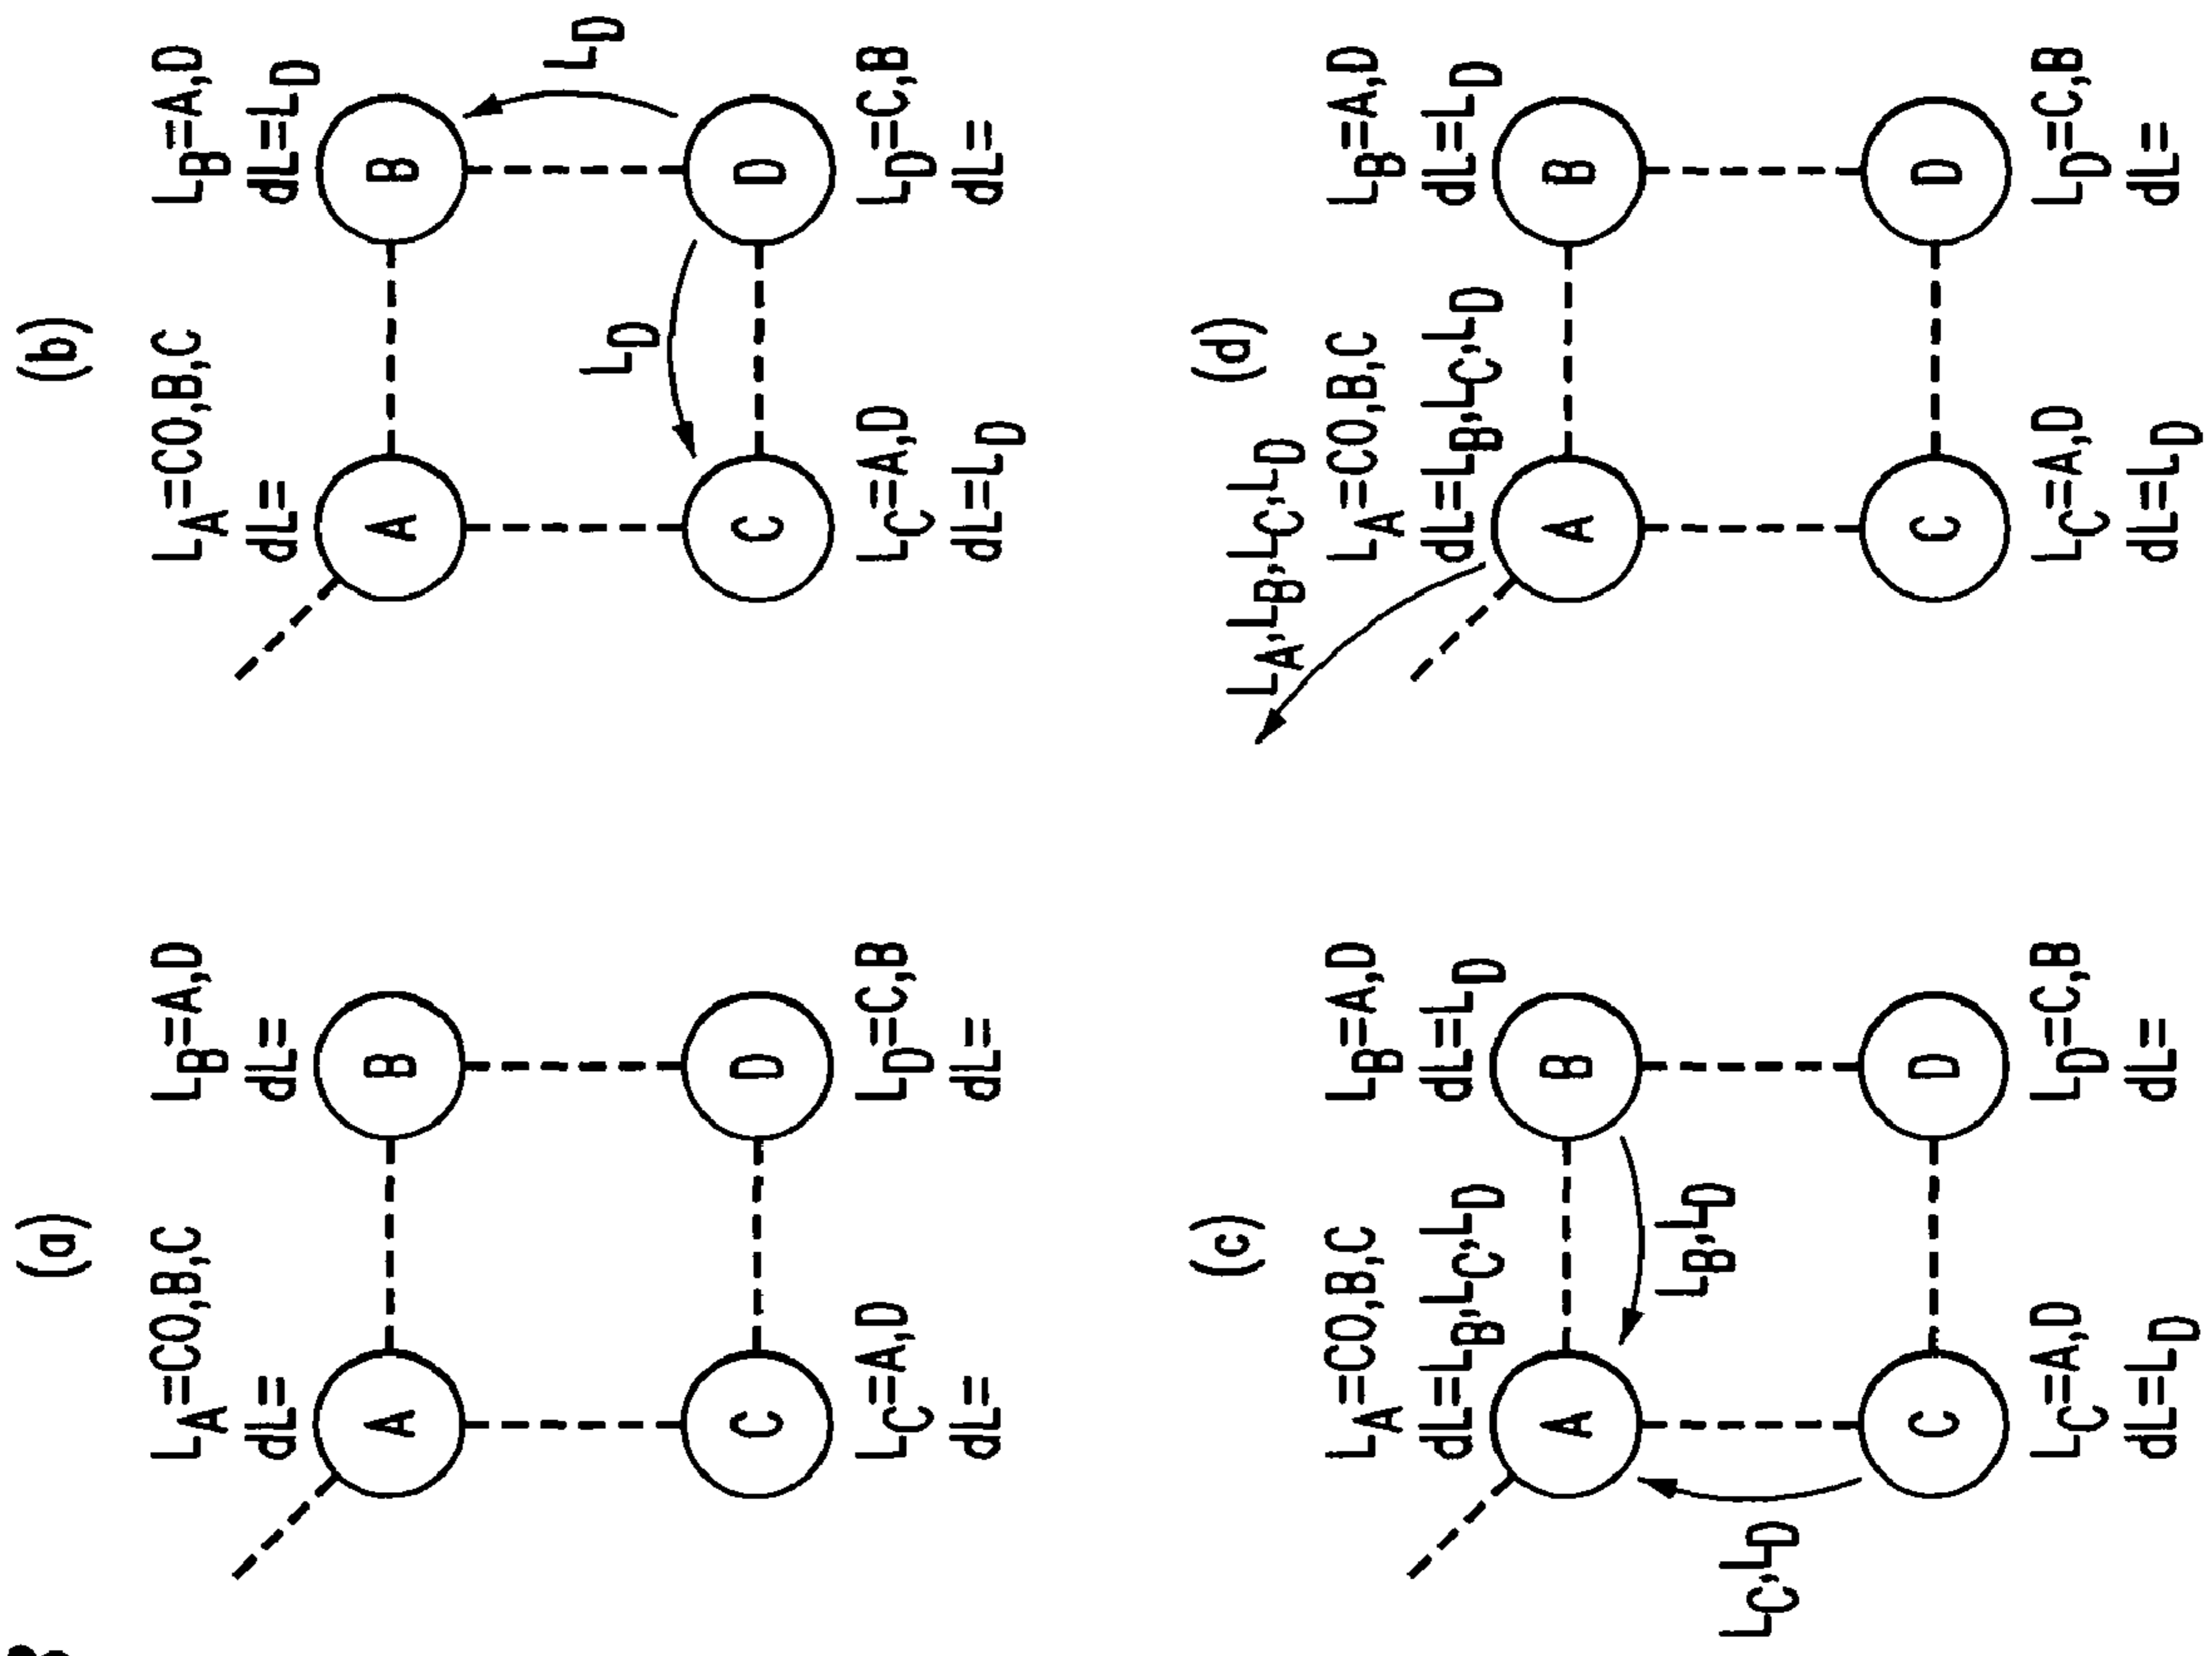 (a)
L_A=CO,B,C
dL=
A
L_B=A,D
dL=
B
C
L_C=A,D
dL=
D
L_D=C,B
dL=
(b)
L_A=CO,B,C
dL=
A
L_B=A,D
dL=L_D
B
L_D
L_D
C
L_C=A,D
dL=L_D
D
L_D=C,B
dL=
(c)
L_A=CO,B,C
dL=L_B,L_C,L_D
A
L_B=A,D
dL=L_D
B
L_B,L_D
L_C,L_D
C
L_C=A,D
dL=L_D
D
L_D=C,B
dL=
(d)
L_A,L_B,L_C,L_D
L_A=CO,B,C
dL=L_B,L_C,L_D
A
L_B=A,D
dL=L_D
B
C
L_C=A,D
dL=L_D
D
L_D=C,B
dL=